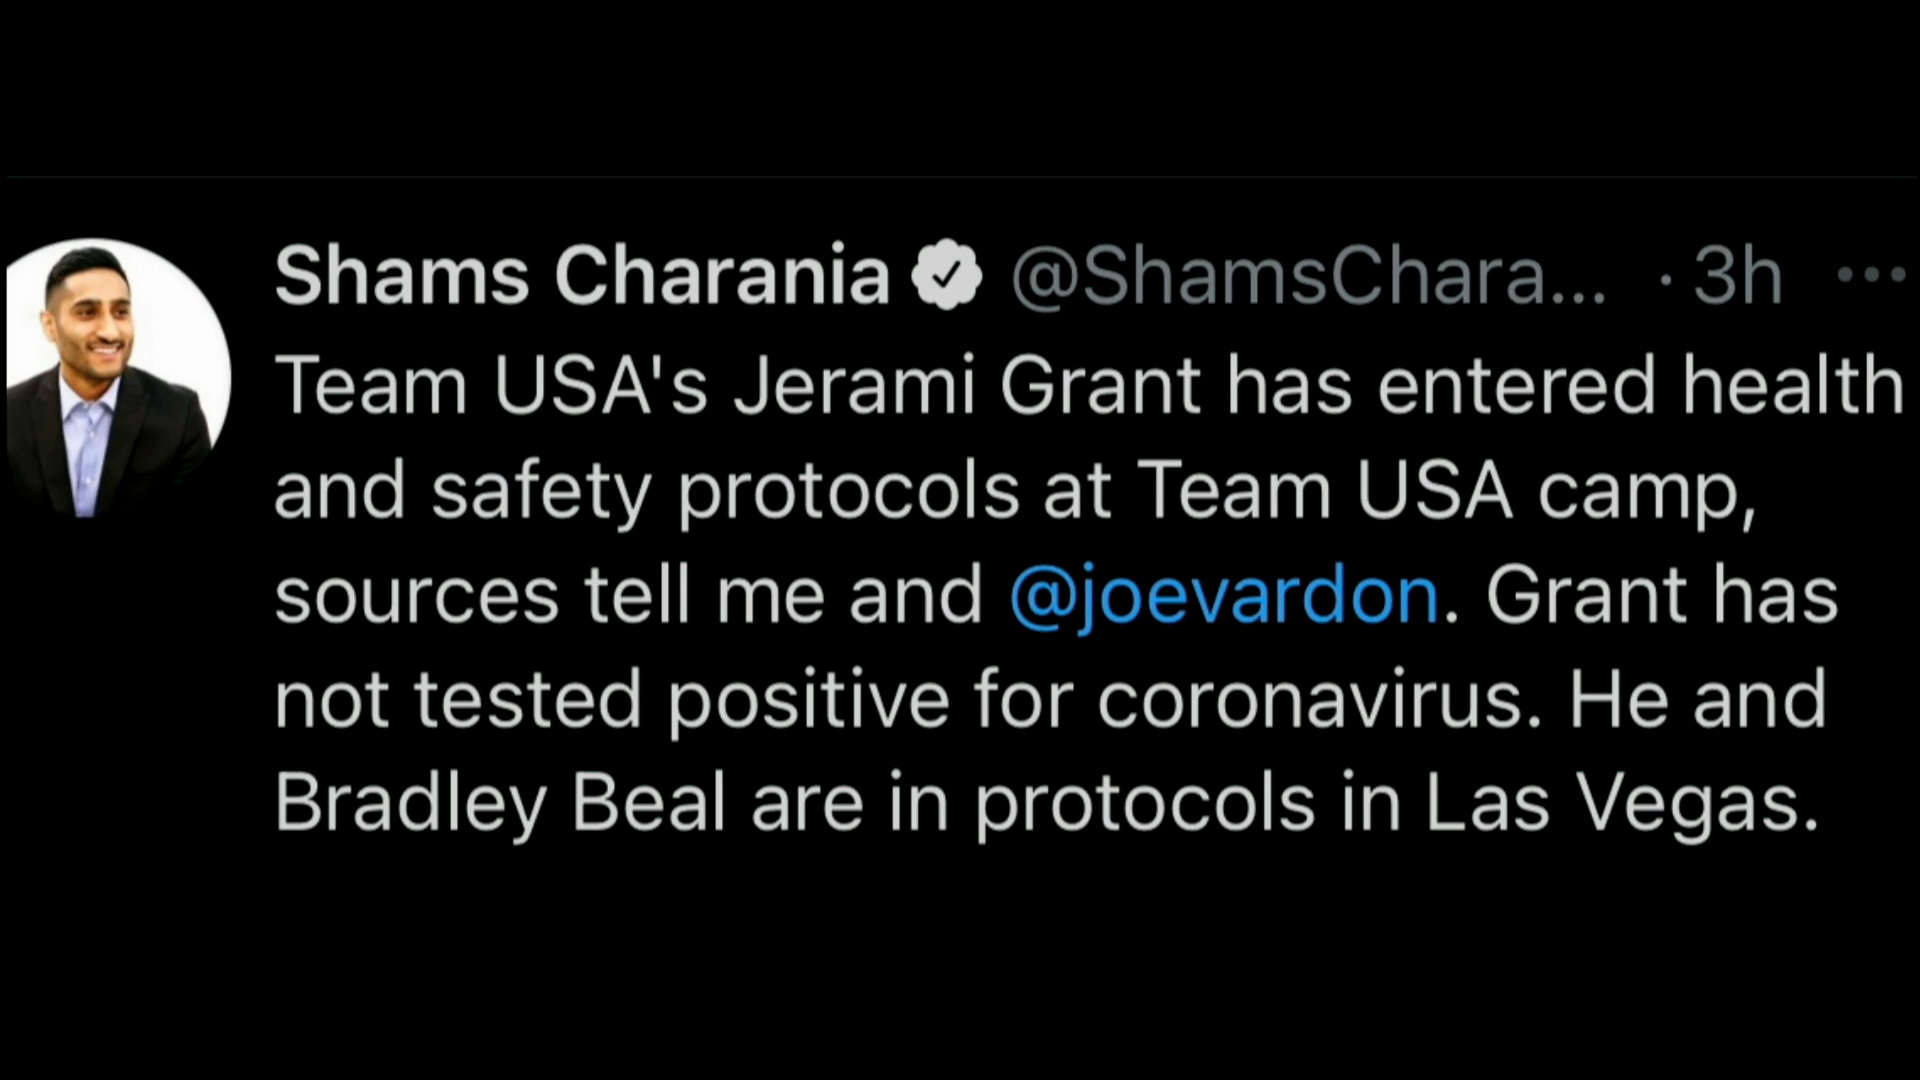 Shams Charania @ShamsChara... · 3h ...
Team USA's Jerami Grant has entered health
and safety protocols at Team USA camp,
sources tell me and @joevardon. Grant has
not tested positive for coronavirus. He and
Bradley Beal are in protocols in Las Vegas.